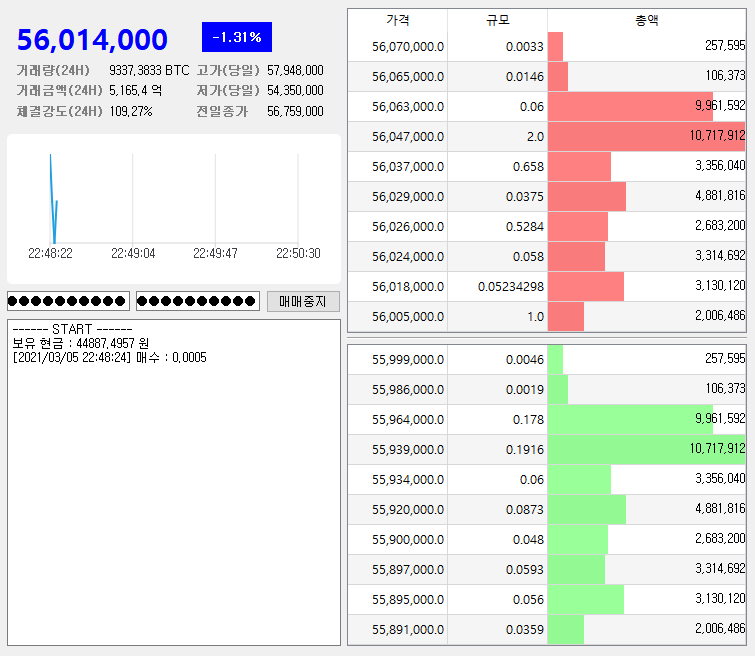 56,014,000 -1.31%
거래량(24H) 9337,3833 BTC 고가(당일) 57,948,000
거래금액(24H) 5,165,4 억 저가(당일) 54,350,000
체결강도(24H) 109,27% 전일종가 56,759,000
22:48:22 22:49:04 22:49:47 22:50:30
매매중지
------ START ------
보유 현금 : 44887,4957 원
[2021/03/05 22:48:24] 매수 : 0,0005
가격 규모 총액
56,070,000.0 0.0033 257,595
56,065,000.0 0.0146 106,373
56,063,000.0 0.06 9,961,592
56,047,000.0 2.0 10,717,912
56,037,000.0 0.658 3,356,040
56,029,000.0 0.0375 4,881,816
56,026,000.0 0.5284 2,683,200
56,024,000.0 0.058 3,314,692
56,018,000.0 0.05234298 3,130,120
56,005,000.0 1.0 2,006,486
55,999,000.0 0.0046 257,595
55,986,000.0 0.0019 106,373
55,964,000.0 0.178 9,961,592
55,939,000.0 0.1916 10,717,912
55,934,000.0 0.06 3,356,040
55,920,000.0 0.0873 4,881,816
55,900,000.0 0.048 2,683,200
55,897,000.0 0.0593 3,314,692
55,895,000.0 0.056 3,130,120
55,891,000.0 0.0359 2,006,486